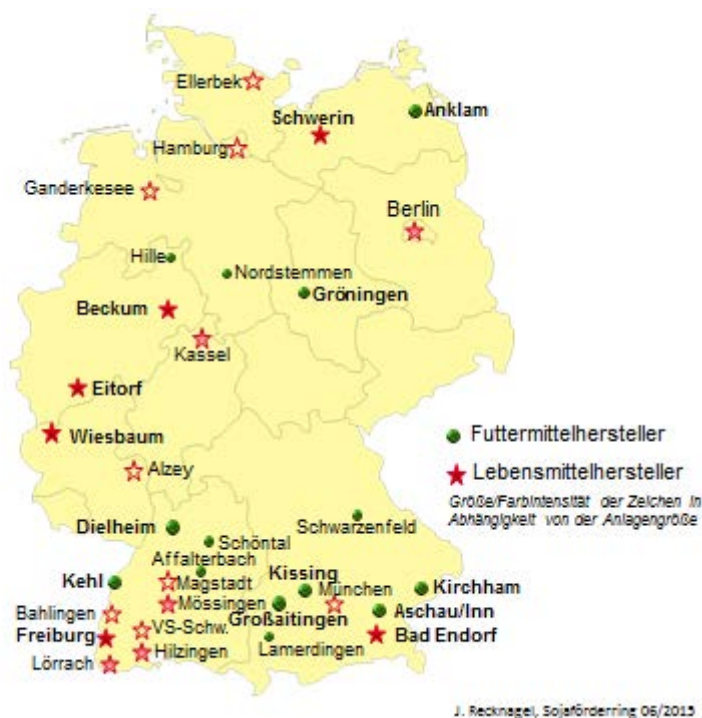 Ellerbek
Anklam
Schwerin
Hamburg
Ganderkesee
Berlin
Hille
Nordstemmen
Gröningen
Beckum
Kassel
Eitorf
Wiesbaum
Futtermittelhersteller
Alzey
Lebensmittelhersteller
Größe/Farbintensität der Zeichen in
Abhängigkeit von der Anlagengröße
Dielheim
Schwarzenfeld
Schöntal
Affalterbach
Kehl
Magstadt
Kissing
München
Kirchham
Mössingen
Bahlingen
Großaitingen
Aschau/Inn
Freiburg
VS-Schw.
Bad Endorf
Lamerdingen
Hilzingen
Lörrach
J. Recknagel, Sojaförderring 06/2015